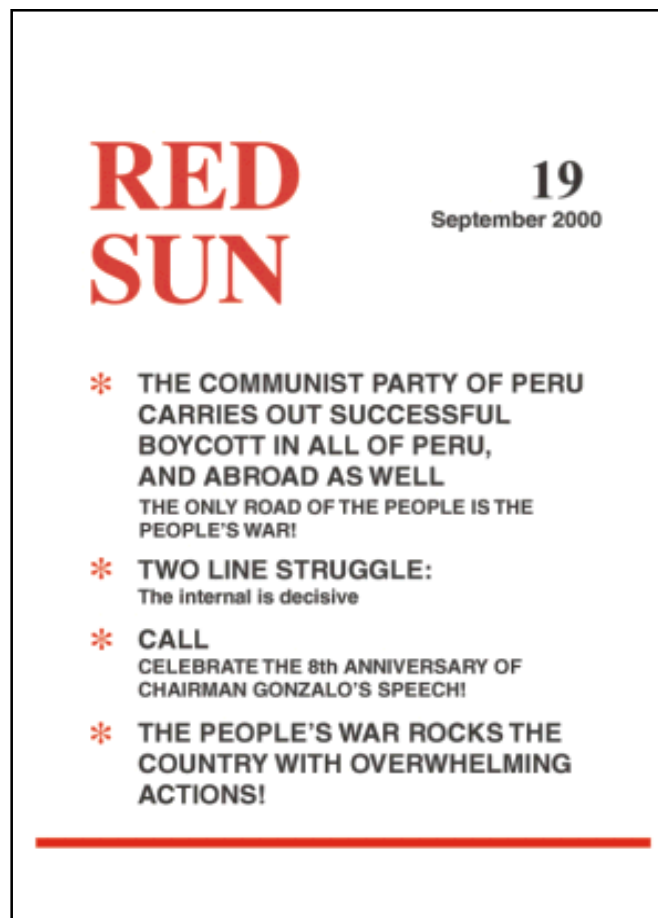 RED
SUN
19
September 2000
* THE COMMUNIST PARTY OF PERU
CARRIES OUT SUCCESSFUL
BOYCOTT IN ALL OF PERU,
AND ABROAD AS WELL
THE ONLY ROAD OF THE PEOPLE IS THE
PEOPLE'S WAR!
* TWO LINE STRUGGLE:
The internal is decisive
* CALL
CELEBRATE THE 8th ANNIVERSARY OF
CHAIRMAN GONZALO'S SPEECH!
* THE PEOPLE'S WAR ROCKS THE
COUNTRY WITH OVERWHELMING
ACTIONS!